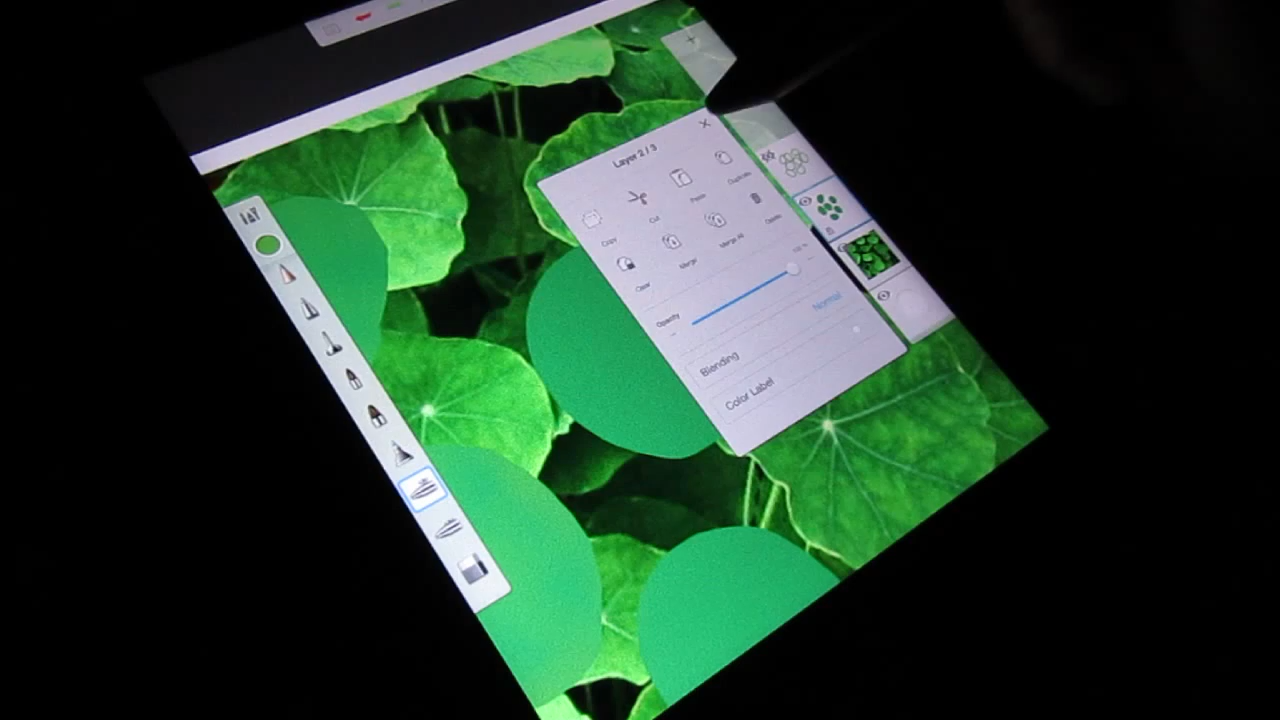 Layer 2 / 3
Copy
Cut
Paste
Duplicate
Clear
Merge
Merge All
Delete
Opacity
Blending
Normal
Color Label